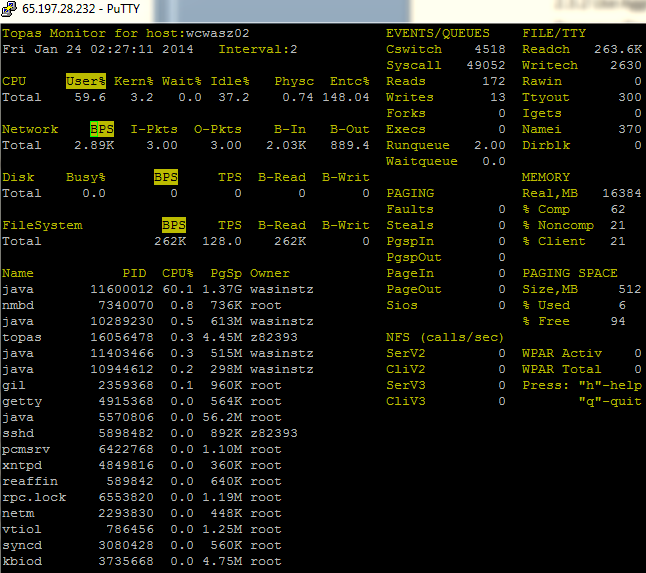 65.197.28.232 - PuTTY
Topas Monitor for host:wcwasz02 EVENTS/QUEUES FILE/TTY
Fri Jan 24 02:27:11 2014 Interval:2 Cswitch 4518 Readch 263.6K
Syscall 49052 Writech 2630
CPU User% Kern% Wait% Idle% Physc Entc% Reads 172 Rawin 0
Total 59.6 3.2 0.0 37.2 0.74 148.04 Writes 13 Ttyout 300
Forks 0 Igets 0
Network BPS I-Pkts O-Pkts B-In B-Out Execs 0 Namei 370
Total 2.89K 3.00 3.00 2.03K 889.4 Runqueue 2.00 Dirblk 0
Waitqueue 0.0
Disk Busy% BPS TPS B-Read B-Writ MEMORY
Total 0.0 0 0 0 0 PAGING Real,MB 16384
Faults 0 % Comp 62
FileSystem BPS TPS B-Read B-Writ Steals 0 % Noncomp 21
Total 262K 128.0 262K 0 PgspIn 0 % Client 21
PgspOut 0
Name PID CPU% PgSp Owner PageIn 0 PAGING SPACE
java 11600012 60.1 1.37G wasinstz PageOut 0 Size,MB 512
nmbd 7340070 0.8 736K root Sios 0 % Used 6
java 10289230 0.5 613M wasinstz % Free 94
topas 16056478 0.3 4.45M z82393 NFS (calls/sec)
java 11403466 0.3 515M wasinstz SerV2 0 WPAR Activ 0
java 10944612 0.2 298M wasinstz CliV2 0 WPAR Total 0
gil 2359368 0.1 960K root SerV3 0 Press: "h"-help
getty 4915368 0.0 564K root CliV3 0 "q"-quit
java 5570806 0.0 56.2M root
sshd 5898482 0.0 892K z82393
pcmsrv 6422768 0.0 1.10M root
xntpd 4849816 0.0 360K root
reaffin 589842 0.0 640K root
rpc.lock 6553820 0.0 1.19M root
netm 2293830 0.0 448K root
vtiol 786456 0.0 1.25M root
syncd 3080428 0.0 560K root
kbiod 3735668 0.0 4.75M root